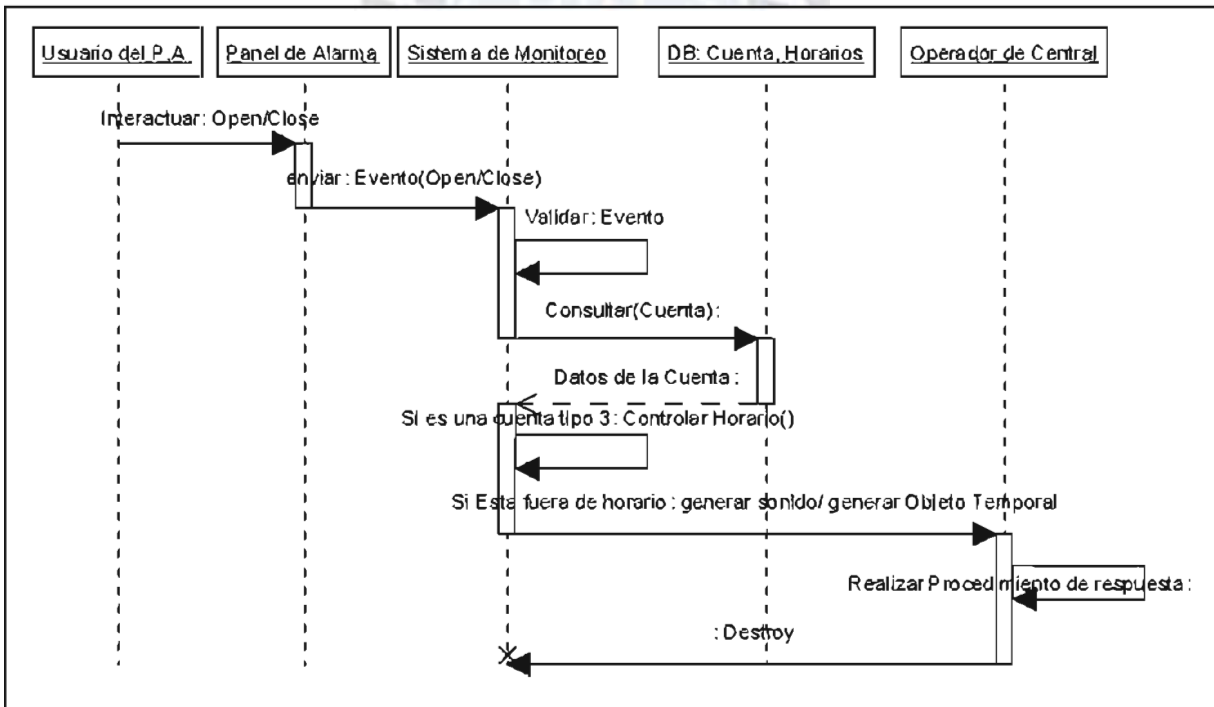 Usuario del P.A.
Panel de Alarma
Sistema de Monitoreo
DB: Cuenta, Horarios
Operador de Central
Interactuar: Open/Close
enviar: Evento(Open/Close)
Validar: Evento
Consultar(Cuenta):
Datos de la Cuenta:
Si es una cuenta tipo 3: Controlar Horario()
Si Esta fuera de horario: generar sonido/ generar Objeto Temporal
Realizar Procedimiento de respuesta:
: Destroy